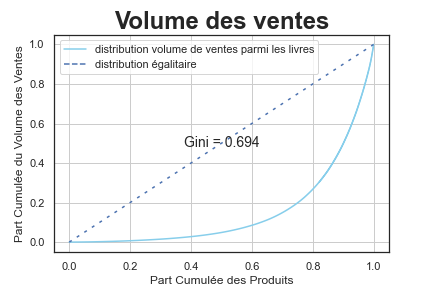 Volume des ventes
distribution volume de ventes parmi les livres
distribution égalitaire
Gini = 0.694
Part Cumulée du Volume des Ventes
1.0
0.8
0.6
0.4
0.2
0.0
0.0 0.2 0.4 0.6 0.8 1.0
Part Cumulée des Produits